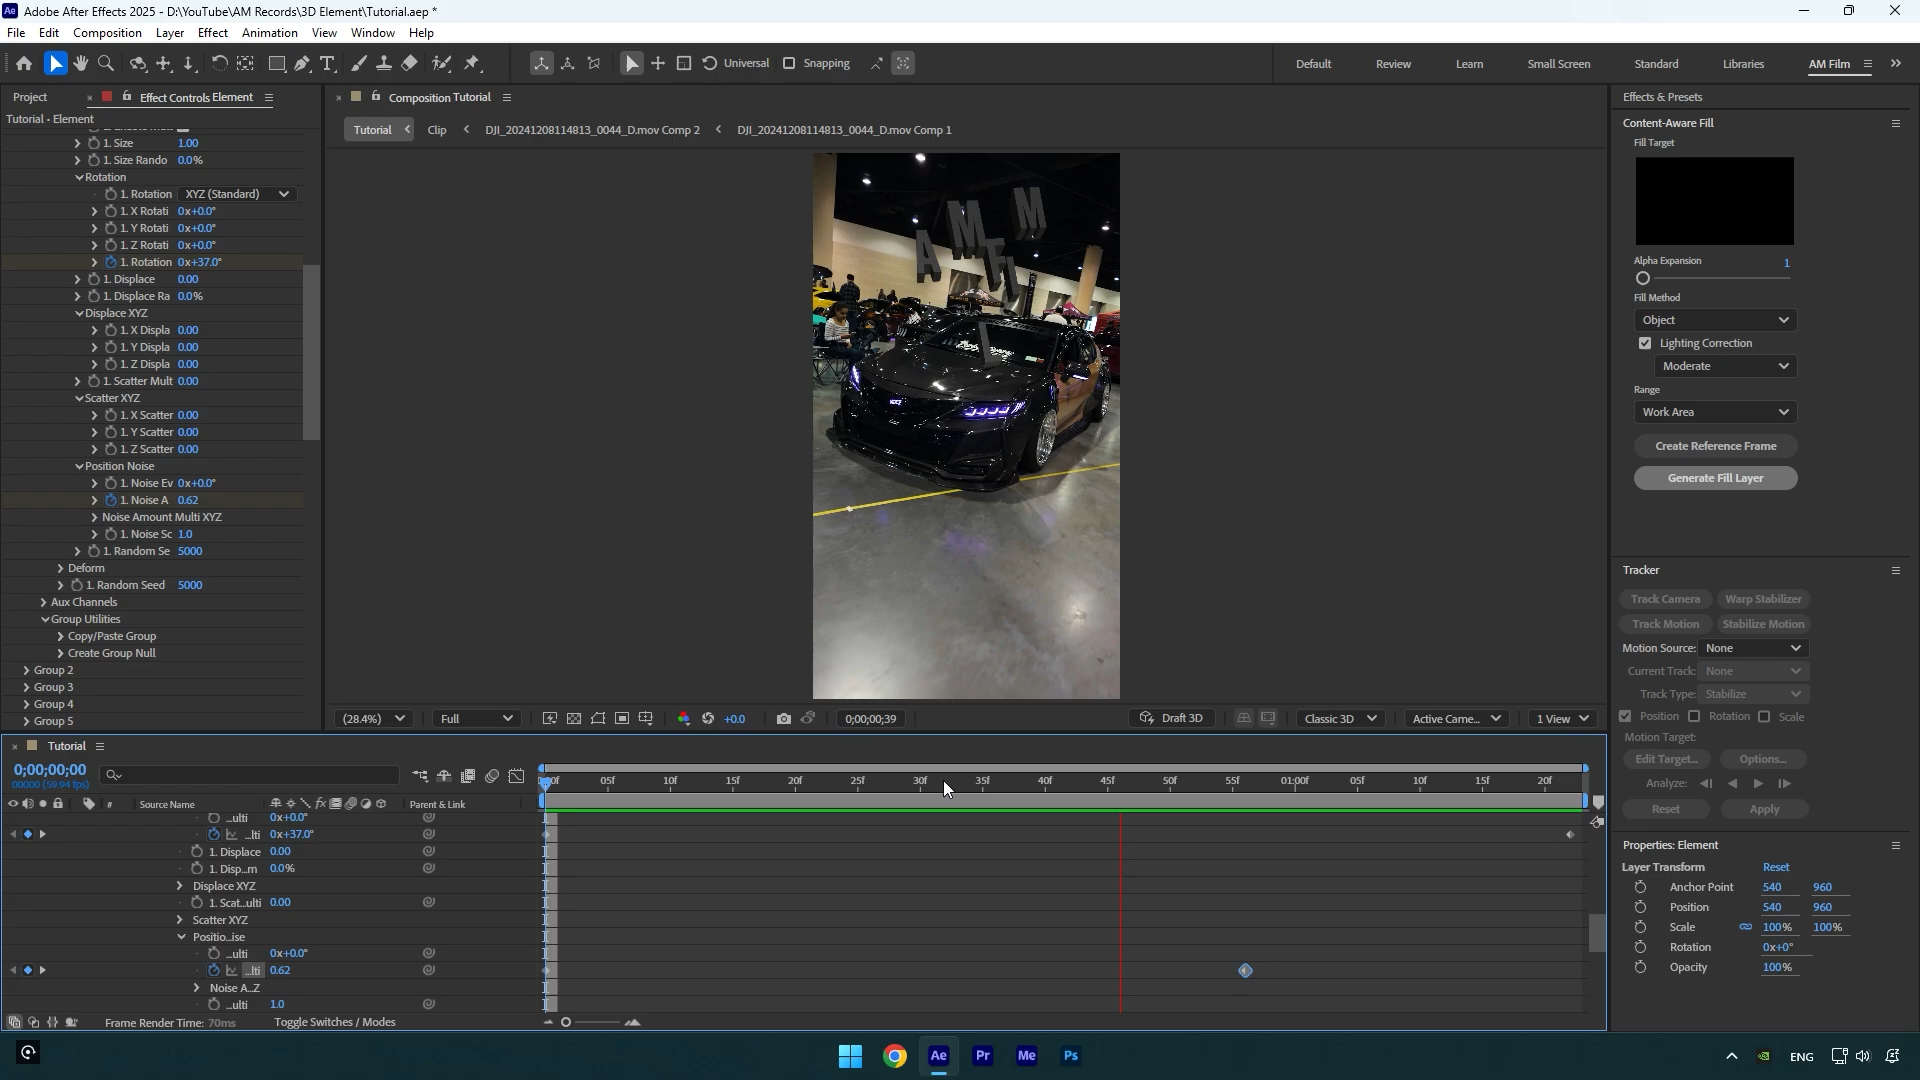 Adobe After Effects 2025 - D:\YouTube\AM Records\3D Element\Tutorial.aep *
File Edit Composition Layer Effect Animation View Window Help
Universal Snapping Default Review Learn Small Screen Standard Libraries AM Film
Project Effect Controls Element
Tutorial • Element
1. Size 1.00
1. Size Rando 0.0%
Rotation
1. Rotation XYZ (Standard)
1. X Rotati 0x+0.0°
1. Y Rotati 0x+0.0°
1. Z Rotati 0x+0.0°
1. Rotation 0x+37.0°
1. Displace 0.00
1. Displace Ra 0.0%
Displace XYZ
1. X Displa 0.00
1. Y Displa 0.00
1. Z Displa 0.00
1. Scatter Mult 0.00
Scatter XYZ
1. X Scatter 0.00
1. Y Scatter 0.00
1. Z Scatter 0.00
Position Noise
1. Noise Ev 0x+0.0°
1. Noise A 0.62
Noise Amount Multi XYZ
1. Noise Sc 1.0
1. Random Se 5000
Deform
1. Random Seed 5000
Aux Channels
Group Utilities
Copy/Paste Group
Create Group Null
Group 2
Group 3
Group 4
Group 5
Composition Tutorial
Tutorial Clip DJI_20241208114813_0044_D.mov Comp 2 DJI_20241208114813_0044_D.mov Comp 1
A M M
F I
(28.4%) Full +0.0 0;00;00;39 Draft 3D Classic 3D Active Came... 1 View
Effects & Presets
Content-Aware Fill
Fill Target
Alpha Expansion 1
Fill Method
Object
Lighting Correction
Moderate
Range
Work Area
Create Reference Frame
Generate Fill Layer
Tracker
Track Camera Warp Stabilizer
Track Motion Stabilize Motion
Motion Source: None
Current Track: None
Track Type: Stabilize
Position Rotation Scale
Motion Target:
Edit Target... Options...
Analyze:
Reset Apply
Properties: Element
Layer Transform Reset
Anchor Point 540 960
Position 540 960
Scale 100% 100%
Rotation 0x+0°
Opacity 100%
Tutorial
0;00;00;00
00000 (59.94 fps)
05f 10f 15f 20f 25f 30f 35f 40f 45f 50f 55f 01:00f 05f 10f 15f 20f
# Source Name fx Parent & Link
...ulti 0x+0.0°
...lti 0x+37.0°
1. Displace 0.00
1. Disp...m 0.0%
Displace XYZ
1. Scat...ulti 0.00
Scatter XYZ
Positio...ise
...ulti 0x+0.0°
...lti 0.62
Noise A...Z
...ulti 1.0
Frame Render Time: 70ms Toggle Switches / Modes
Ae Pr Me Ps ENG